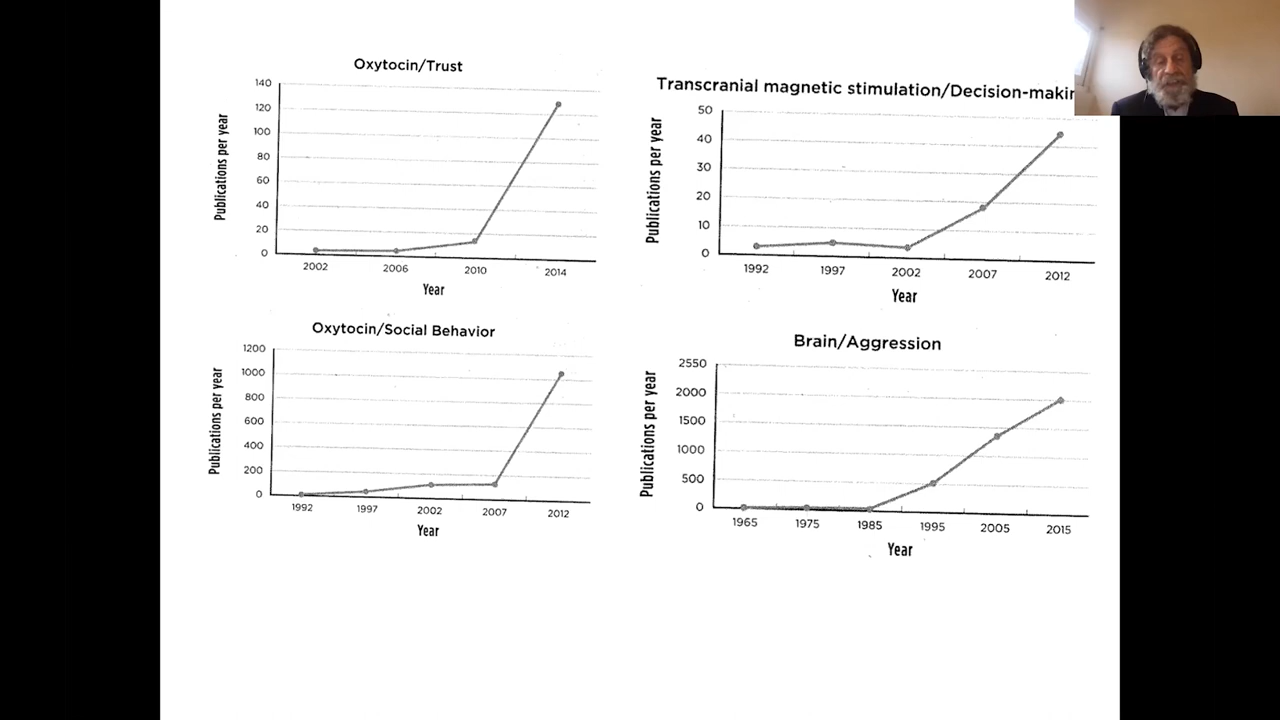 Oxytocin/Trust
Publications per year
140
120
100
80
60
40
20
0
2002 2006 2010 2014
Year
Transcranial magnetic stimulation/Decision-makin
Publications per year
50
40
30
20
10
0
1992 1997 2002 2007 2012
Year
Oxytocin/Social Behavior
Publications per year
1200
1000
800
600
400
200
0
1992 1997 2002 2007 2012
Year
Brain/Aggression
Publications per year
2550
2000
1500
1000
500
0
1965 1975 1985 1995 2005 2015
Year